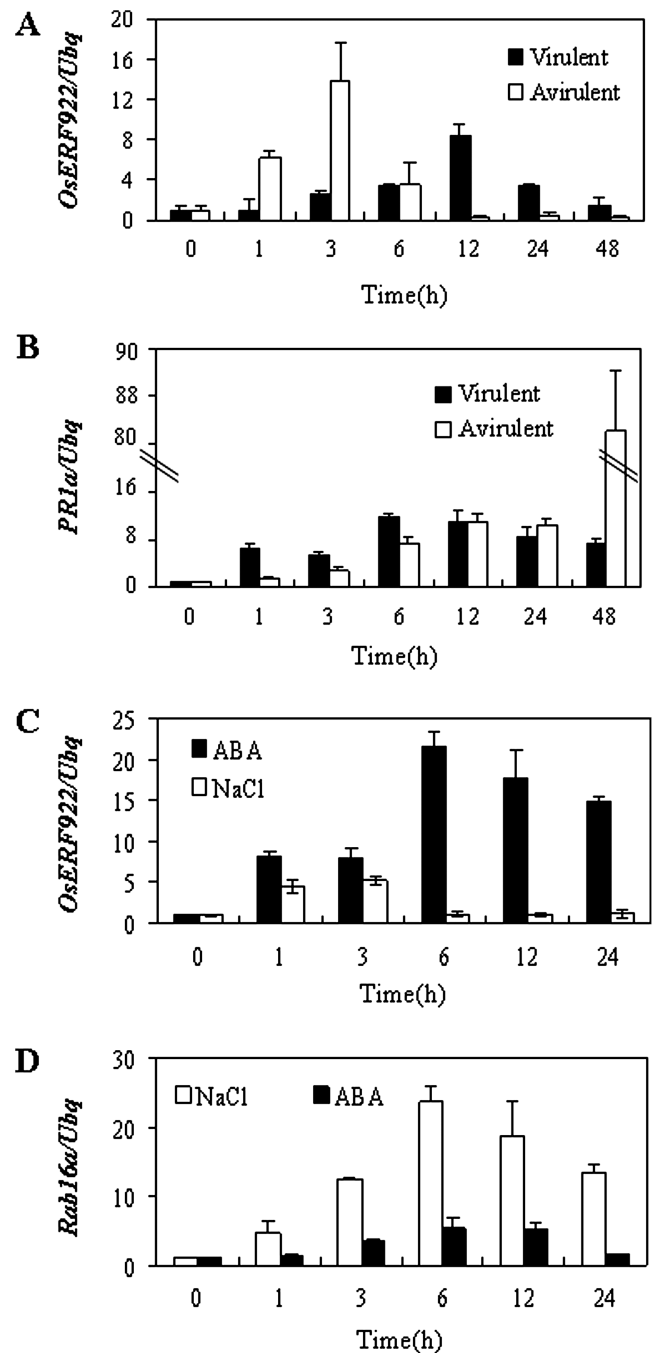 A
OsERF922/Ubq
20
16
12
8
4
0
Virulent
Avirulent
0 1 3 6 12 24 48
Time(h)
B
PR1a/Ubq
90
88
80
16
8
0
Virulent
Avirulent
0 1 3 6 12 24 48
Time(h)
C
OsERF922/Ubq
25
20
15
10
5
0
ABA
NaCl
0 1 3 6 12 24
Time(h)
D
Rab16a/Ubq
30
20
10
0
NaCl ABA
0 1 3 6 12 24
Time(h)